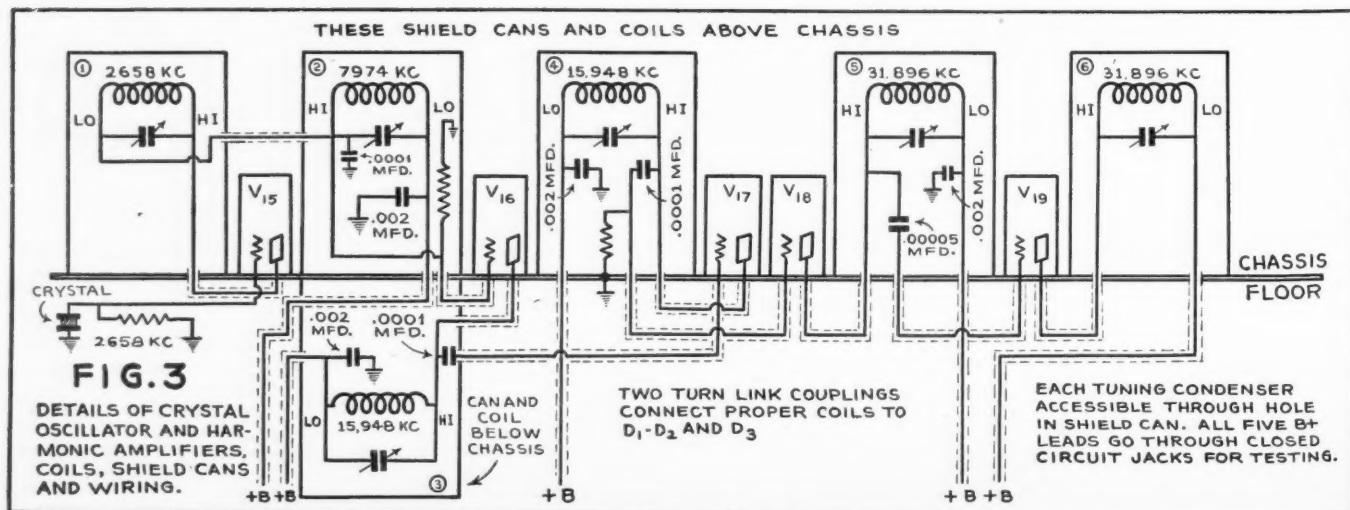 THESE SHIELD CANS AND COILS ABOVE CHASSIS
①
2658 KC
LO
HI
②
7974 KC
HI
LO
.0001
MFD.
.002
MFD.
④
15,948 KC
LO
HI
.002 MFD.
.0001 MFD.
⑤
31,896 KC
HI
LO
.002 MFD.
.00005
MFD.
⑥
31,896 KC
HI
LO
V15
V16
V17
V18
V19
CHASSIS
FLOOR
CRYSTAL
2658 KC
.002
MFD.
.0001
MFD.
LO
HI
15,948 KC
③
CAN AND
COIL
BELOW
CHASSIS
FIG. 3
DETAILS OF CRYSTAL
OSCILLATOR AND HAR-
MONIC AMPLIFIERS,
COILS, SHIELD CANS
AND WIRING.
TWO TURN LINK COUPLINGS
CONNECT PROPER COILS TO
D1-D2 AND D3
EACH TUNING CONDENSER
ACCESSIBLE THROUGH HOLE
IN SHIELD CAN. ALL FIVE B+
LEADS GO THROUGH CLOSED
CIRCUIT JACKS FOR TESTING.
+B +B
+B
+B +B